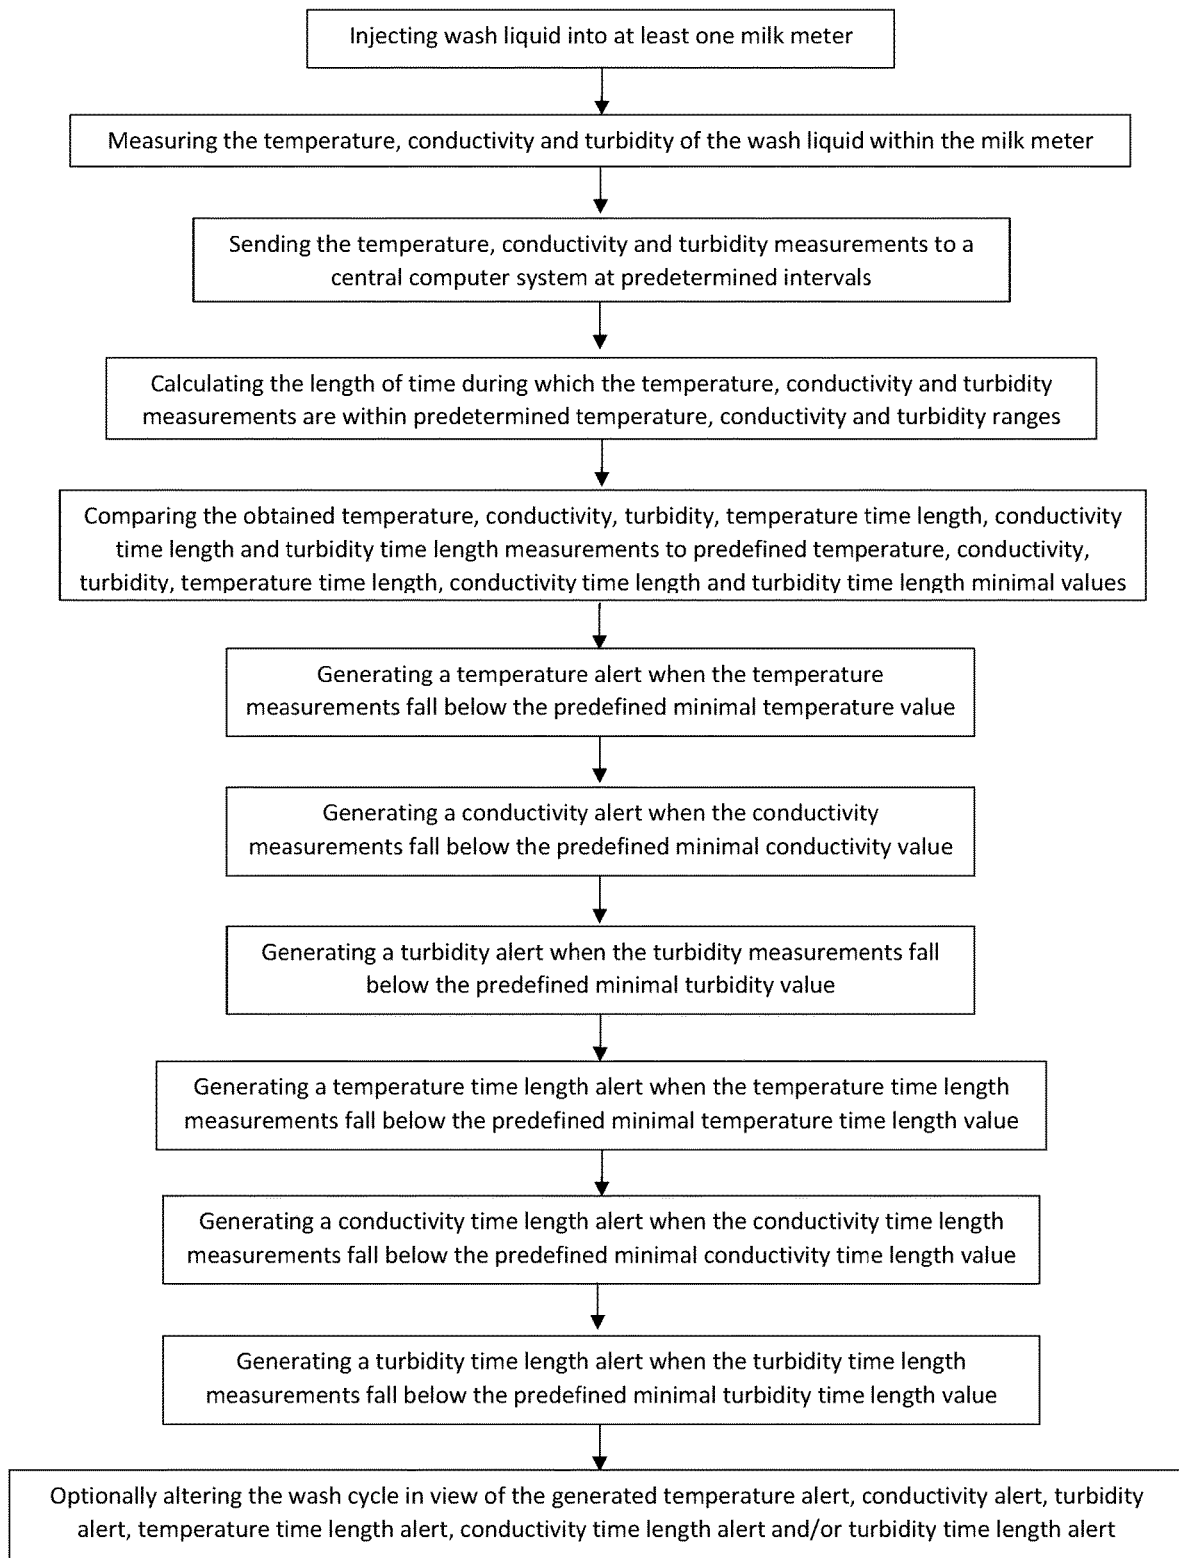 Injecting wash liquid into at least one milk meter
Measuring the temperature, conductivity and turbidity of the wash liquid within the milk meter
Sending the temperature, conductivity and turbidity measurements to a
central computer system at predetermined intervals
Calculating the length of time during which the temperature, conductivity and turbidity
measurements are within predetermined temperature, conductivity and turbidity ranges
Comparing the obtained temperature, conductivity, turbidity, temperature time length, conductivity
time length and turbidity time length measurements to predefined temperature, conductivity,
turbidity, temperature time length, conductivity time length and turbidity time length minimal values
Generating a temperature alert when the temperature
measurements fall below the predefined minimal temperature value
Generating a conductivity alert when the conductivity
measurements fall below the predefined minimal conductivity value
Generating a turbidity alert when the turbidity measurements fall
below the predefined minimal turbidity value
Generating a temperature time length alert when the temperature time length
measurements fall below the predefined minimal temperature time length value
Generating a conductivity time length alert when the conductivity time length
measurements fall below the predefined minimal conductivity time length value
Generating a turbidity time length alert when the turbidity time length
measurements fall below the predefined minimal turbidity time length value
Optionally altering the wash cycle in view of the generated temperature alert, conductivity alert, turbidity
alert, temperature time length alert, conductivity time length alert and/or turbidity time length alert